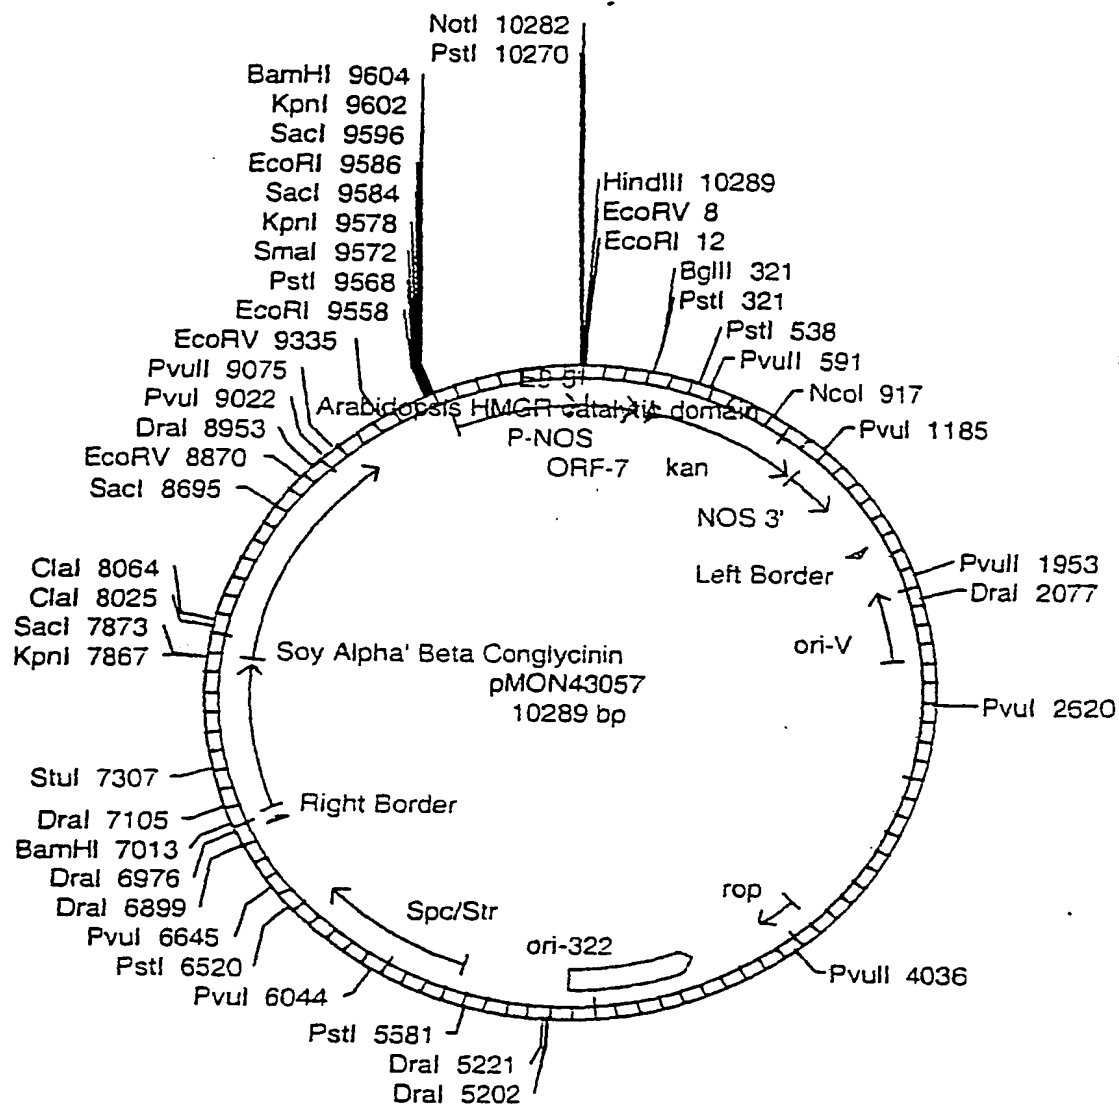 NotI 10282
PstI 10270
BamHI 9604
KpnI 9602
SacI 9596
EcoRI 9586
SacI 9584
KpnI 9578
SmaI 9572
PstI 9568
EcoRI 9558
EcoRV 9335
PvuII 9075
PvuI 9022
DraI 8953
EcoRV 8870
SacI 8695
ClaI 8064
ClaI 8025
SacI 7873
KpnI 7867
StuI 7307
DraI 7105
BamHI 7013
DraI 6976
DraI 6899
PvuI 6645
PstI 6520
PvuI 6044
PstI 5581
DraI 5221
DraI 5202
HindIII 10289
EcoRV 8
EcoRI 12
BglII 321
PstI 321
PstI 538
PvuII 591
NcoI 917
PvuI 1185
PvuII 1953
DraI 2077
PvuI 2620
PvuII 4036
Arabidopsis HMGR catalytic domain
P-NOS
ORF-7 kan
NOS 3'
Left Border
ori-V
Soy Alpha' Beta Conglycinin
pMON43057
10289 bp
Right Border
rop
Spc/Str
ori-322